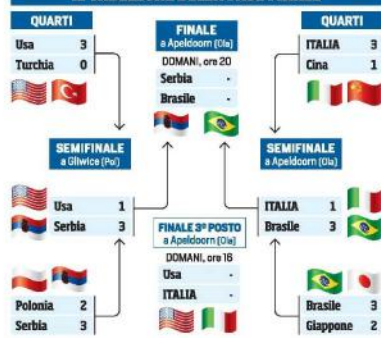 QUARTI
Usa 3
Turchia 0
FINALE
a Apeldoorn (Ola)
DOMANI, ore 20
Serbia -
Brasile -
QUARTI
ITALIA 3
Cina 1
SEMIFINALE
a Gliwice (Pol)
Usa 1
Serbia 3
SEMIFINALE
a Apeldoorn (Ola)
ITALIA 1
Brasile 3
FINALE 3º POSTO
a Apeldoorn (Ola)
DOMANI, ore 16
Usa -
ITALIA -
Polonia 2
Serbia 3
Brasile 3
Giappone 2